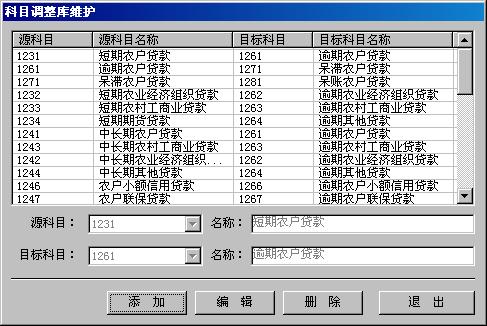 科目调整库维护
源科目 源科目名称 目标科目 目标科目名称
1231 短期农户贷款 1261 逾期农户贷款
1261 逾期农户贷款 1271 呆滞农户贷款
1271 呆滞农户贷款 1281 呆账农户贷款
1232 短期农业经济组织贷款 1262 逾期农业经济组织贷款
1233 短期农村工商业贷款 1263 逾期农村工商业贷款
1234 短期期货贷款 1264 逾期其他贷款
1241 中长期农户贷款 1261 逾期农户贷款
1243 中长期农村工商业贷款 1263 逾期农村工商业贷款
1242 中长期农业经济组织... 1262 逾期农业经济组织贷款
1244 中长期其他贷款 1264 逾期其他贷款
1246 农户小额信用贷款 1266 逾期农户小额信用贷款
1247 农户联保贷款 1267 逾期农户联保贷款
源科目： 1231 名称： 短期农户贷款
目标科目： 1261 名称： 逾期农户贷款
添 加 编 辑 删 除 退 出